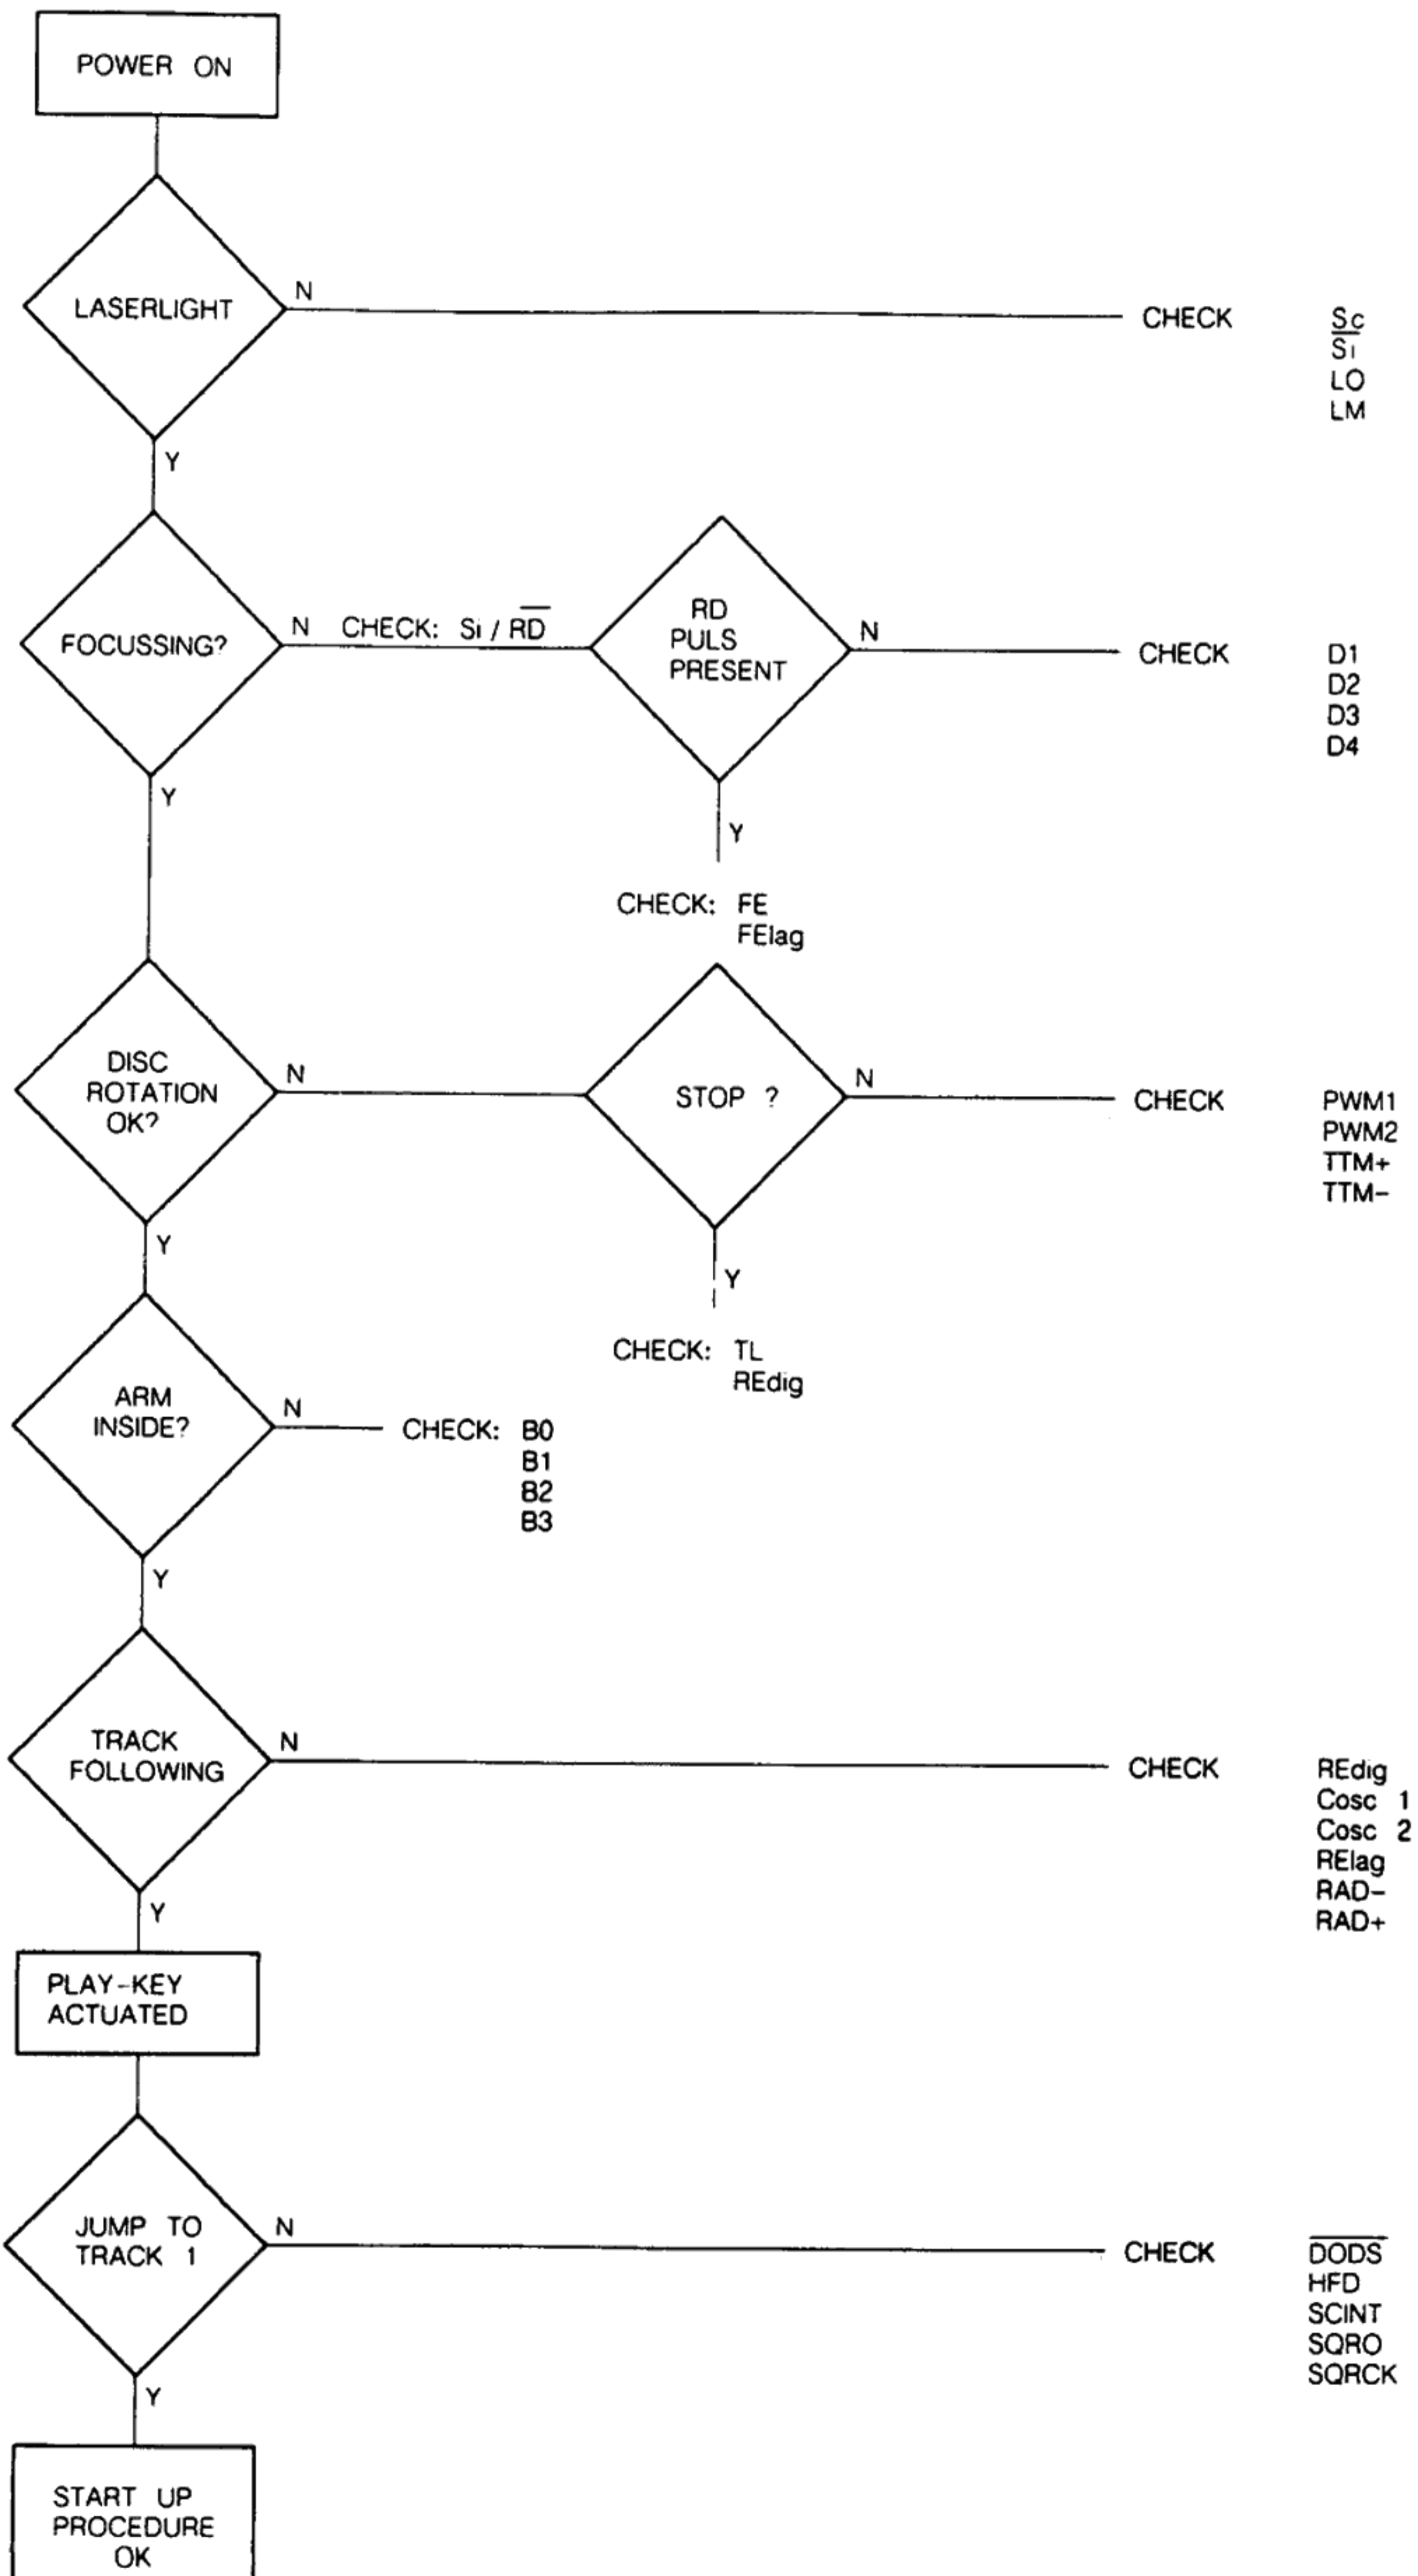 POWER ON
LASERLIGHT
N
CHECK
Sc
S̅i̅
LO
LM
Y
FOCUSSING?
N
CHECK: Si / R̅D̅
RD
PULS
PRESENT
N
CHECK
D1
D2
D3
D4
Y
Y
CHECK: FE
FElag
DISC
ROTATION
OK?
N
STOP ?
N
CHECK
PWM1
PWM2
TTM+
TTM-
Y
Y
CHECK: TL
REdig
ARM
INSIDE?
N
CHECK: B0
B1
B2
B3
Y
TRACK
FOLLOWING
N
CHECK
REdig
Cosc 1
Cosc 2
RElag
RAD-
RAD+
Y
PLAY-KEY
ACTUATED
JUMP TO
TRACK 1
N
CHECK
D̅O̅D̅S̅
HFD
SCINT
SQRO
SQRCK
Y
START UP
PROCEDURE
OK